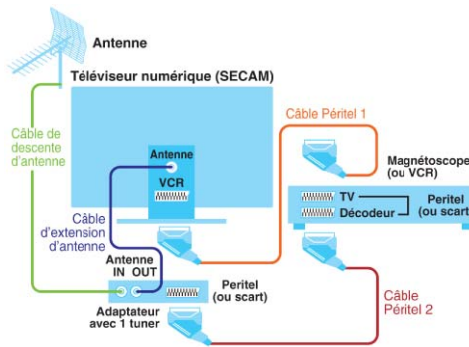 Antenne
Téléviseur numérique (SECAM)
Câble Péritel 1
Câble de
descente
d'antenne
Antenne
VCR
Magnétoscope
(ou VCR)
TV
Décodeur
Peritel
(ou scart)
Câble
d'extension
d'antenne
Antenne
IN OUT
Peritel
(ou scart)
Adaptateur
avec 1 tuner
Câble
Péritel 2